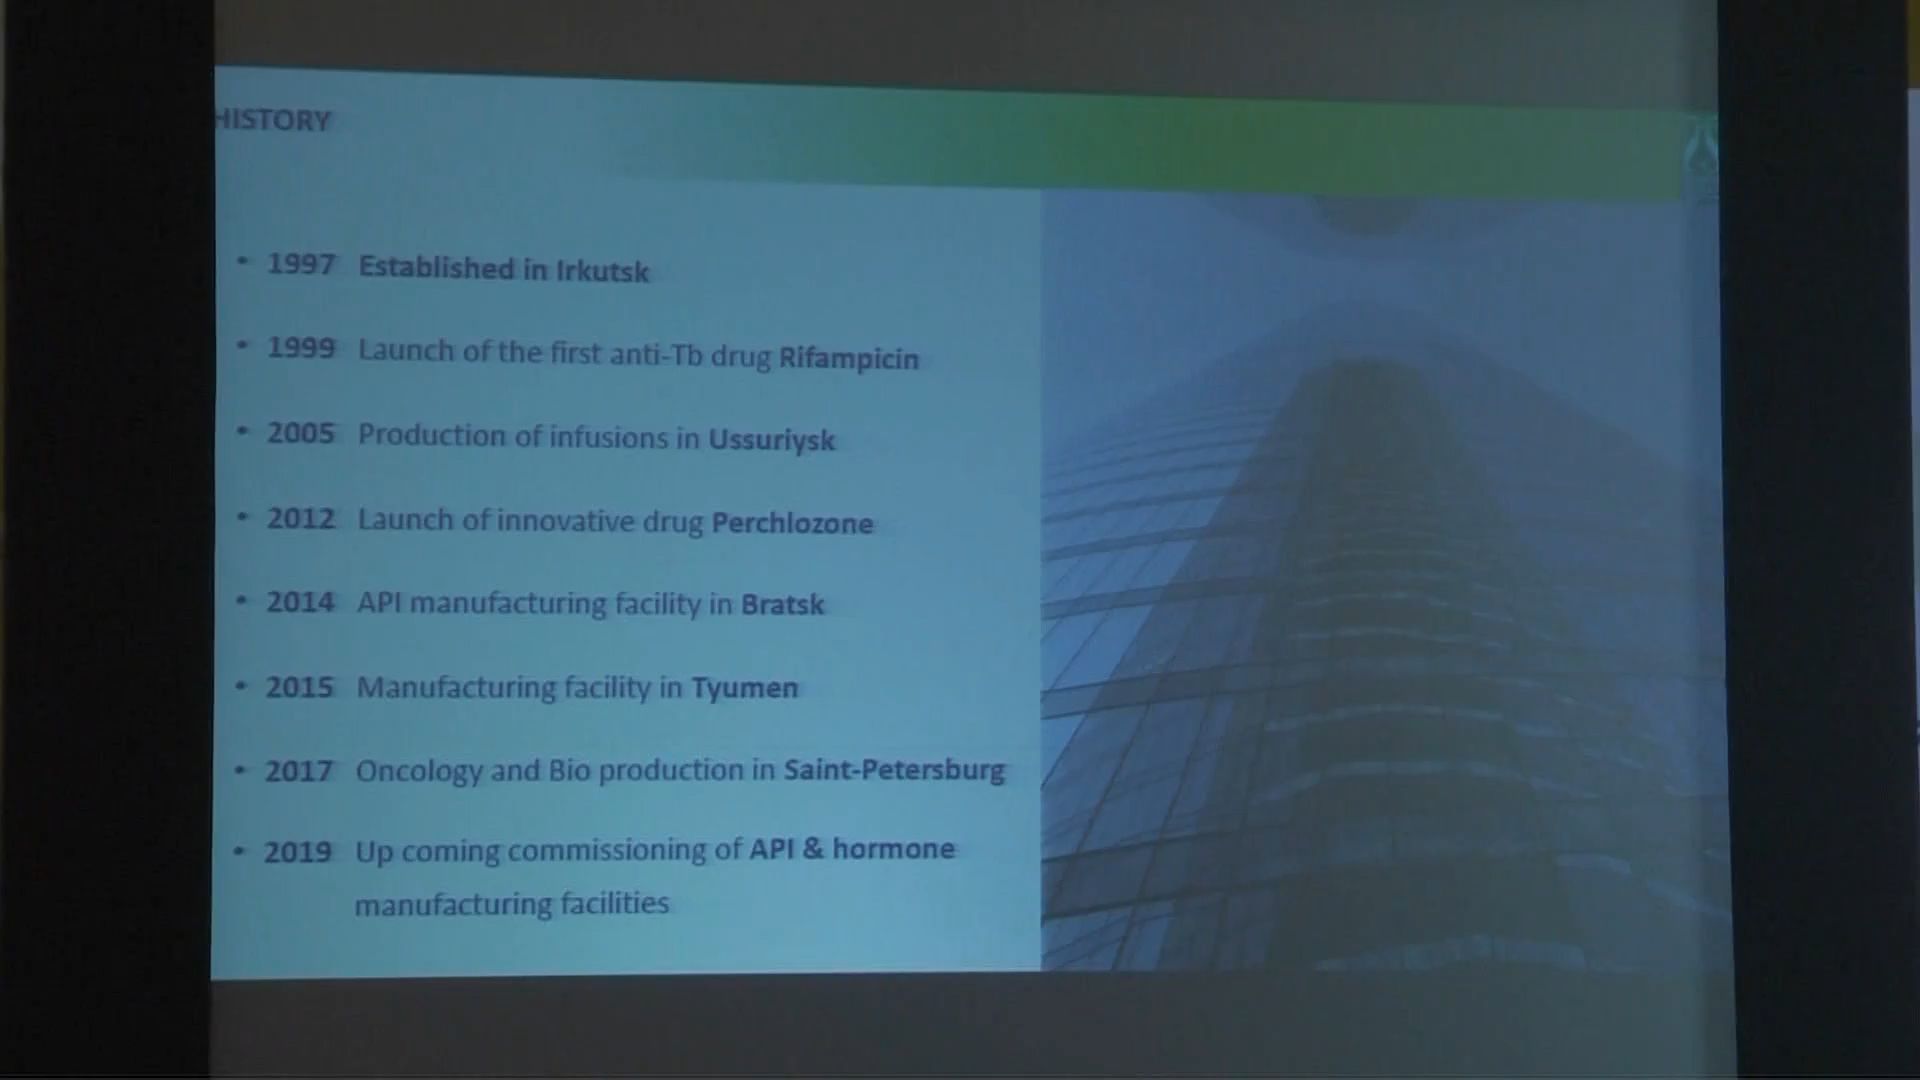 HISTORY
• 1997 Established in Irkutsk
• 1999 Launch of the first anti-Tb drug Rifampicin
• 2005 Production of infusions in Ussuriysk
• 2012 Launch of innovative drug Perchlozone
• 2014 API manufacturing facility in Bratsk
• 2015 Manufacturing facility in Tyumen
• 2017 Oncology and Bio production in Saint-Petersburg
• 2019 Up coming commissioning of API & hormone
manufacturing facilities